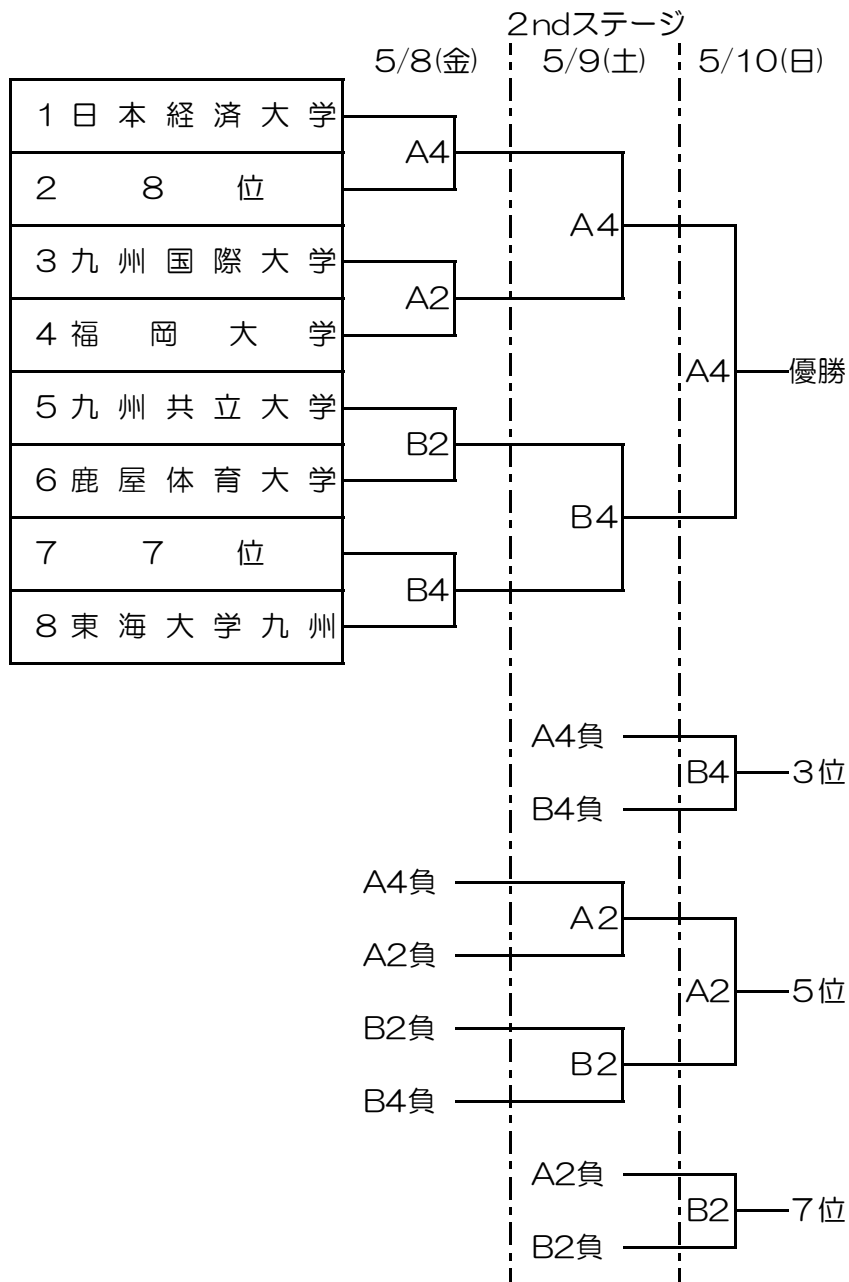 2ndステージ
5/8(金) 5/9(土) 5/10(日)
1 日本経済大学
A4
2 8位
A4
3 九州国際大学
A2
4 福岡大学
A4 優勝
5 九州共立大学
B2
6 鹿屋体育大学
B4
7 7位
B4
8 東海大学九州
A4負
B4 3位
B4負
A4負
A2
A2負
A2 5位
B2負
B2
B4負
A2負
B2 7位
B2負